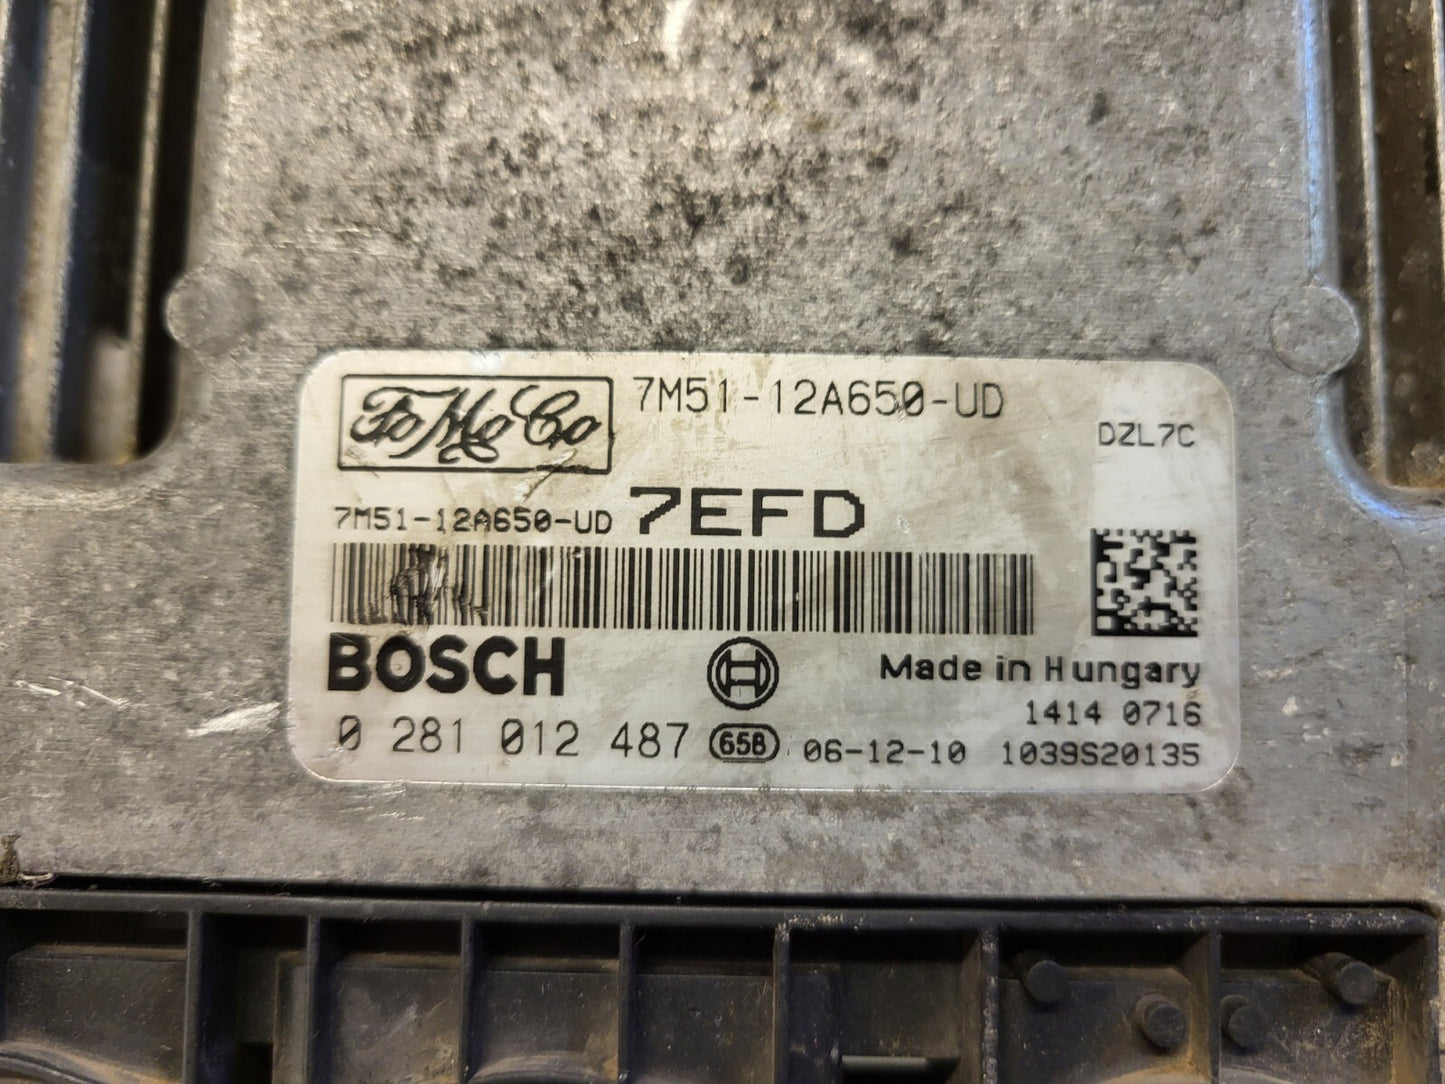 FoMoCo 7M51-12A650-UD
DZL7C
7M51-12A650-UD 7EFD
BOSCH Made in Hungary
1414 0716
0 281 012 487 658 06-12-10 1039S20135